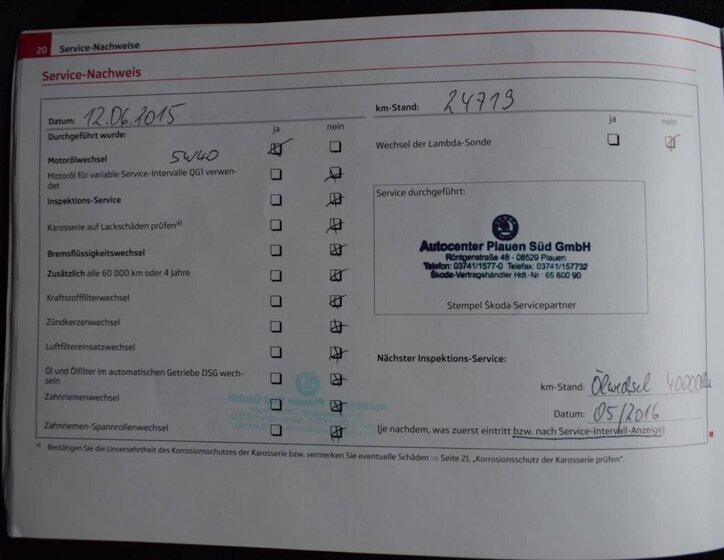 20 Service-Nachweise
Service-Nachweis
Datum: 12.06.2015
km-Stand: 24713
Durchgeführt wurde: ja nein
ja nein
Motorölwechsel 5W40
Wechsel der Lambda-Sonde
Motoröl für variable Service-Intervalle QG1 verwen-
det
Inspektions-Service
Karosserie auf Lackschäden prüfen a)
Bremsflüssigkeitswechsel
Zusätzlich alle 60 000 km oder 4 Jahre
Kraftstofffilterwechsel
Zündkerzenwechsel
Luftfiltereinsatzwechsel
Öl und Ölfilter im automatischen Getriebe DSG wech-
seln
Zahnriemenwechsel
Zahnriemen-Spannrollenwechsel
Service durchgeführt:
Autocenter Plauen Süd GmbH
Röntgenstraße 48 - 08529 Plauen
Telefon: 03741/1577-0 Telefax: 03741/157732
Skoda-Vertragshändler Hdl.-Nr. 65 800 90
Stempel Škoda Servicepartner
Nächster Inspektions-Service:
km-Stand: Ölwechsel 40000km
Datum: 05/2016
(je nachdem, was zuerst eintritt bzw. nach Service-Intervall-Anzeige)
a) Bestätigen Sie die Unversehrtheit des Korrosionsschutzes der Karosserie bzw. vermerken Sie eventuelle Schäden ⇒ Seite 21, „Korrosionsschutz der Karosserie prüfen“.